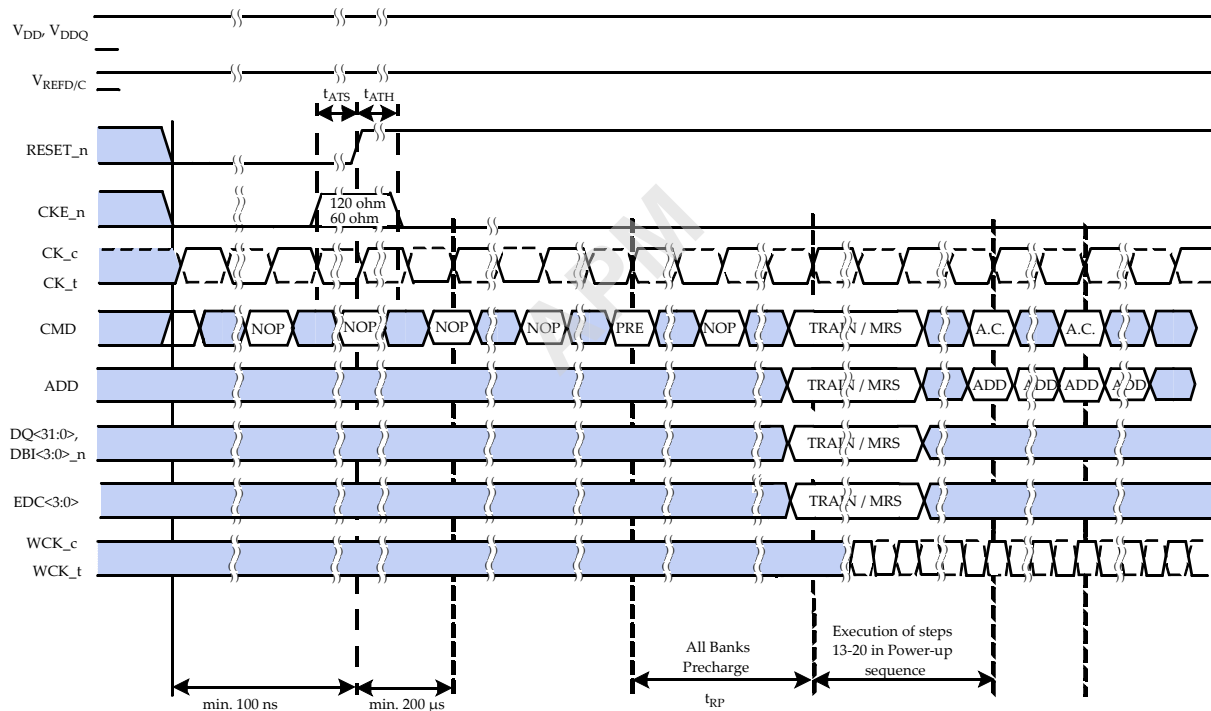 VDD, VDDQ
VREFD/C
tATS
tATH
RESET_n
CKE_n
120 ohm
60 ohm
CK_c
CK_t
CMD
NOP
NOP
NOP
NOP
PRE
NOP
TRAIN / MRS
A.C.
A.C.
ADD
TRAIN / MRS
ADD
ADD
ADD
ADD
DQ<31:0>,
DBI<3:0>_n
TRAIN / MRS
EDC<3:0>
TRAIN / MRS
WCK_c
WCK_t
All Banks
Precharge
Execution of steps
13-20 in Power-up
sequence
min. 100 ns
min. 200 µs
tRP
APM